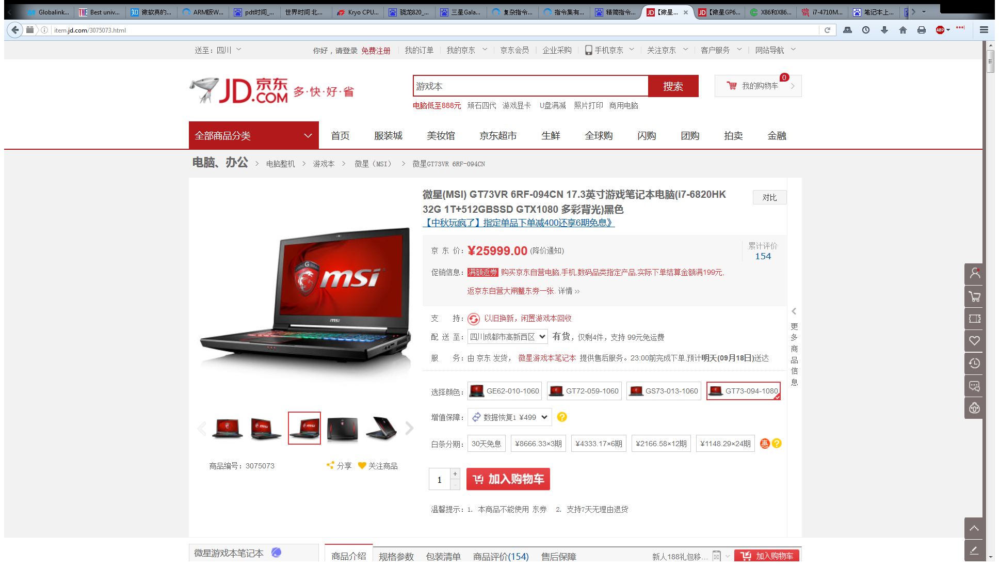 Globalink...
Best univ...
微软真的...
ARM版W...
pdt时间_...
世界时间 北...
Kryo CPU...
骁龙820_...
三星Gala...
复杂指令...
指令集有...
精简指令...
【微星...
【微星GP6...
X86和X86...
i7-4710M...
笔记本上...
item.jd.com/3075073.html
ABP
送至：四川
你好，请登录 免费注册
我的订单
我的京东
京东会员
企业采购
手机京东
关注京东
客户服务
网站导航
JD.COM 京东
多·快·好·省
游戏本
搜索
我的购物车
0
电脑低至888元 顽石四代 游戏显卡 U盘满减 照片打印 商用电脑
全部商品分类
首页
服装城
美妆馆
京东超市
生鲜
全球购
闪购
团购
拍卖
金融
电脑、办公 > 电脑整机 > 游戏本 > 微星（MSI） > 微星GT73VR 6RF-094CN
微星(MSI) GT73VR 6RF-094CN 17.3英寸游戏笔记本电脑(i7-6820HK
32G 1T+512GBSSD GTX1080 多彩背光)黑色
对比
【中秋玩疯了】指定单品下单减400还享6期免息》
京 东 价：¥25999.00 (降价通知)
累计评价
154
促销信息：满额返券 购买京东自营电脑,手机,数码品类指定产品,实际下单结算金额满199元,
返京东自营大闸蟹东券一张. 详情 >>
支 持：以旧换新，闲置游戏本回收
配 送 至：四川成都市高新西区 有货，仅剩4件，支持 99元免运费
服 务：由 京东 发货， 微星游戏本笔记本 提供售后服务。23:00前完成下单,预计明天(09月18日)送达
更多商品信息
msi
msi
选择颜色：GE62-010-1060 GT72-059-1060 GS73-013-1060 GT73-094-1080
增值保障：数据恢复1 ¥499 ?
白条分期：30天免息 ¥8666.33×3期 ¥4333.17×6期 ¥2166.58×12期 ¥1148.29×24期 惠 ?
商品编号：3075073
分享
关注商品
1
+
-
加入购物车
温馨提示：1. 本商品不能使用 东券 2. 支持7天无理由退货
微星游戏本笔记本
商品介绍
规格参数
包装清单
商品评价(154)
售后保障
新人188礼包移...
加入购物车